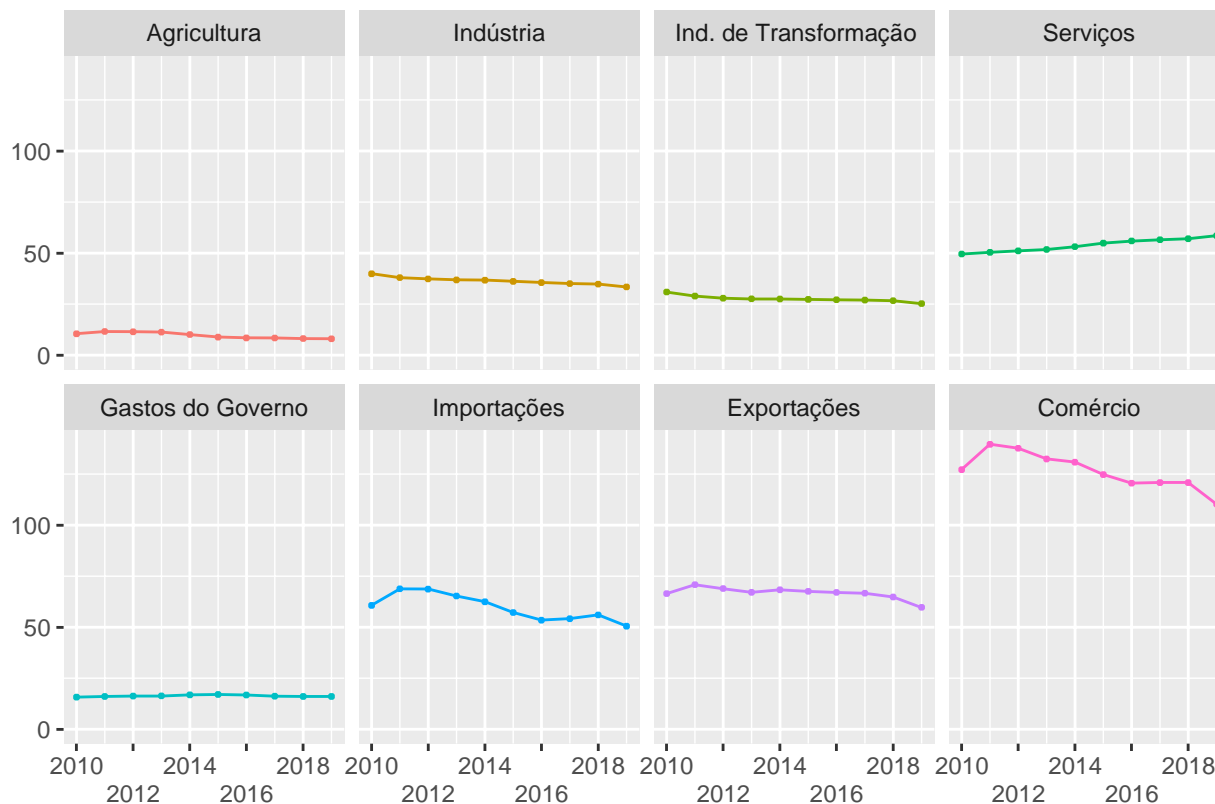 Agricultura
Indústria
Ind. de Transformação
Serviços
100
50
0
Gastos do Governo
Importações
Exportações
Comércio
100
50
0
2010 2014 2018 2010 2014 2018 2010 2014 2018 2010 2014 2018
2012 2016 2012 2016 2012 2016 2012 2016